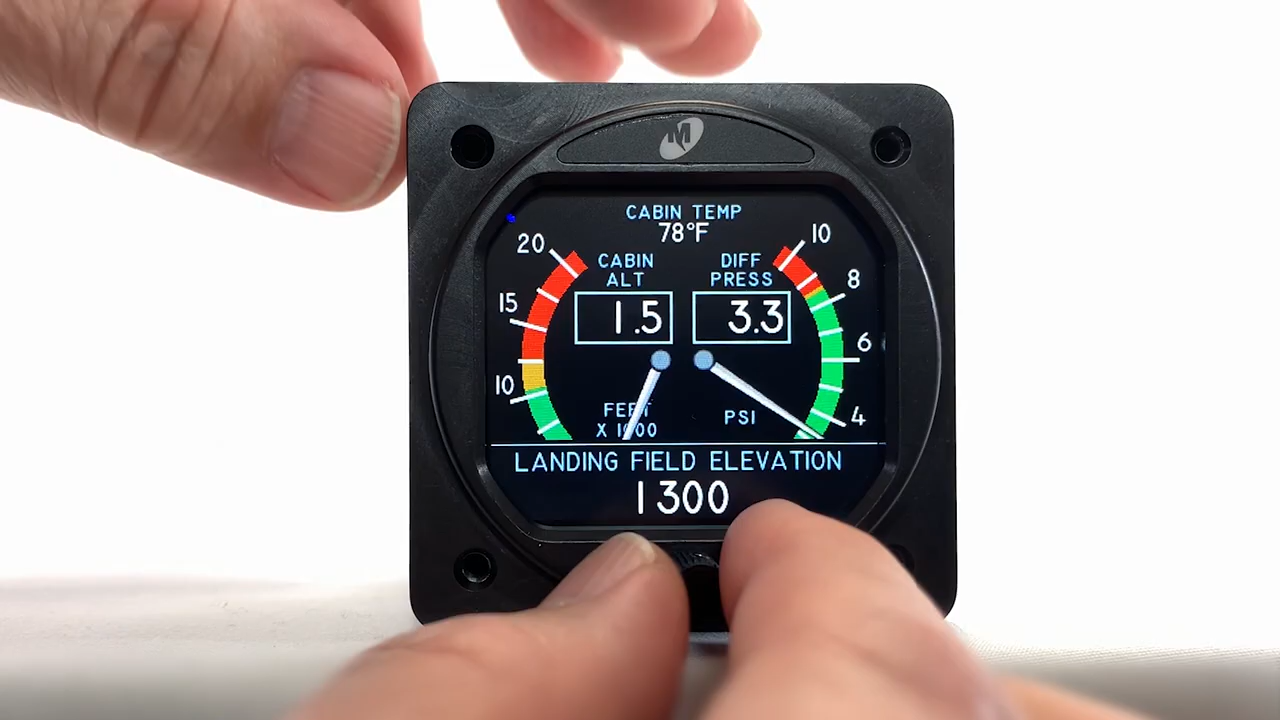 M
CABIN TEMP
78°F
20
15
10
CABIN
ALT
1.5
FEET
X 1000
DIFF
PRESS
3.3
PSI
10
8
6
4
LANDING FIELD ELEVATION
1300